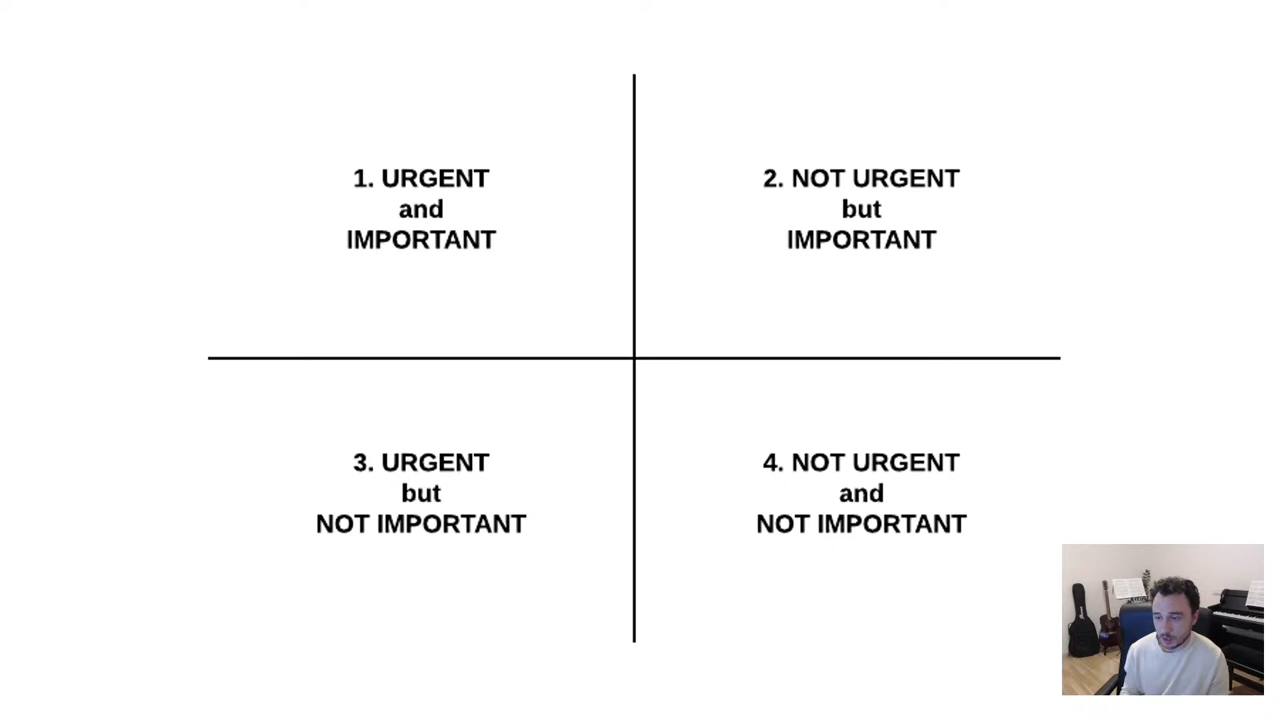 1. URGENT
and
IMPORTANT
2. NOT URGENT
but
IMPORTANT
3. URGENT
but
NOT IMPORTANT
4. NOT URGENT
and
NOT IMPORTANT